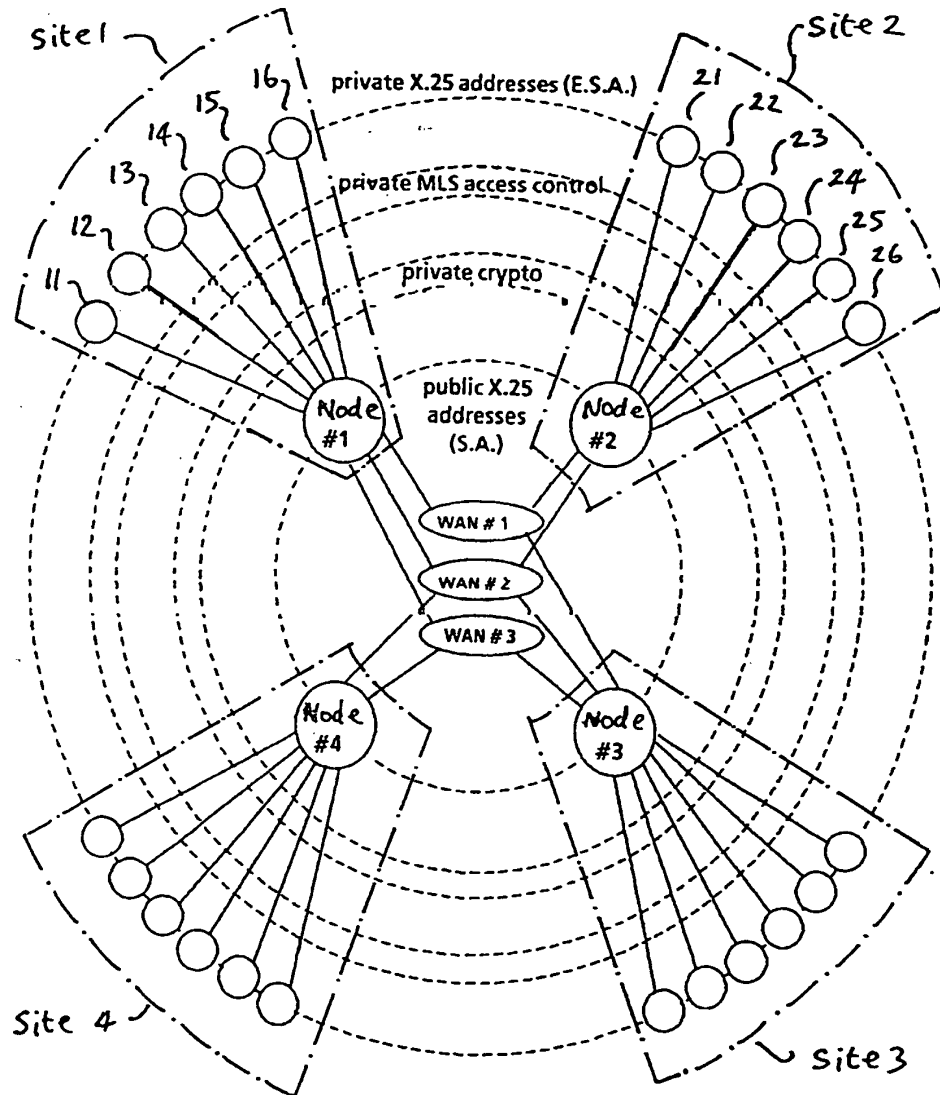 Site 1
Site 2
16
private X.25 addresses (E.S.A.)
21
15
22
14
23
13
private MLS access control
24
12
25
11
private crypto
26
public X.25
addresses
(S.A.)
Node
#1
Node
#2
WAN # 1
WAN # 2
WAN # 3
Node
#4
Node
#3
Site 4
Site 3